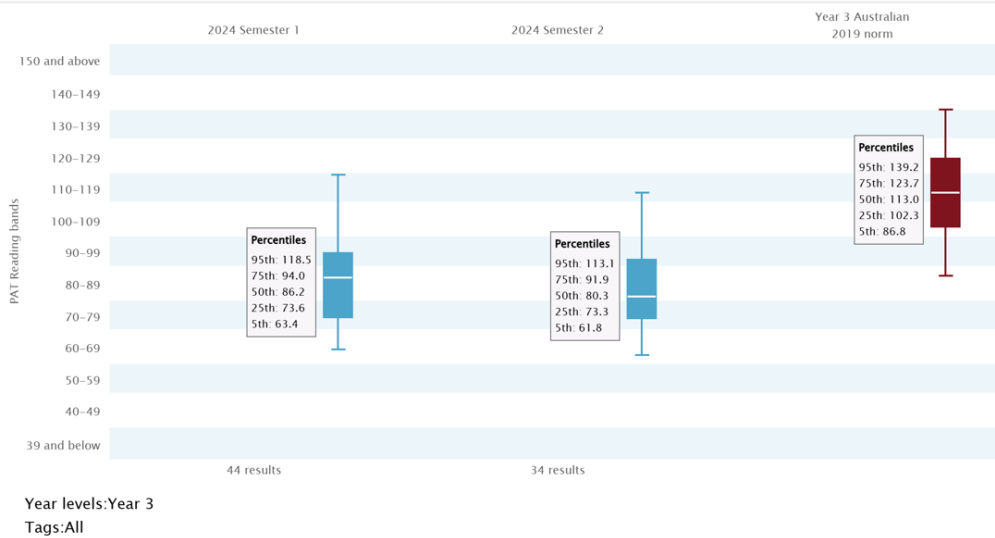 2024 Semester 1
2024 Semester 2
Year 3 Australian
2019 norm
PAT Reading bands
150 and above
140–149
130–139
120–129
110–119
100–109
90–99
80–89
70–79
60–69
50–59
40–49
39 and below
Percentiles
95th: 118.5
75th: 94.0
50th: 86.2
25th: 73.6
5th: 63.4
Percentiles
95th: 113.1
75th: 91.9
50th: 80.3
25th: 73.3
5th: 61.8
Percentiles
95th: 139.2
75th: 123.7
50th: 113.0
25th: 102.3
5th: 86.8
44 results
34 results
Year levels:Year 3
Tags:All